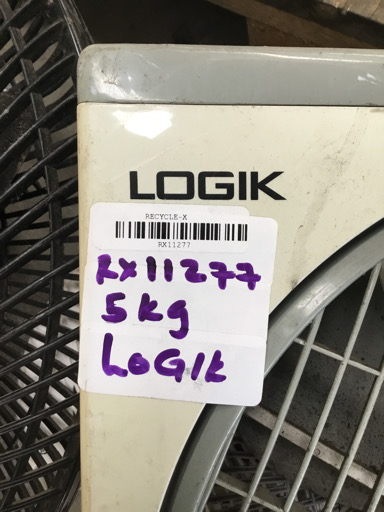 LOGIK
RECYCLE-X
RX11277
RX11277
5kg
LOGIK